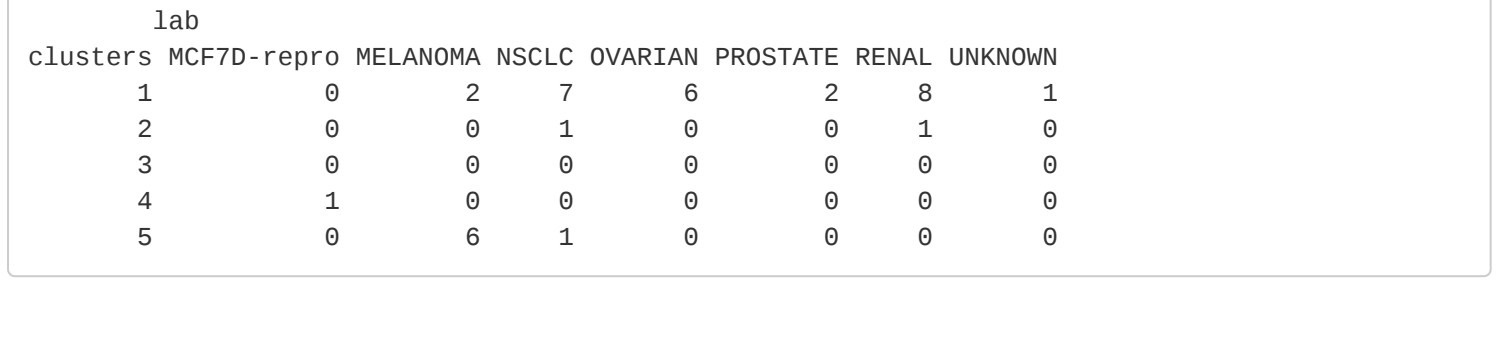 lab
clusters MCF7D-repro MELANOMA NSCLC OVARIAN PROSTATE RENAL UNKNOWN
1 0 2 7 6 2 8 1
2 0 0 1 0 0 1 0
3 0 0 0 0 0 0 0
4 1 0 0 0 0 0 0
5 0 6 1 0 0 0 0